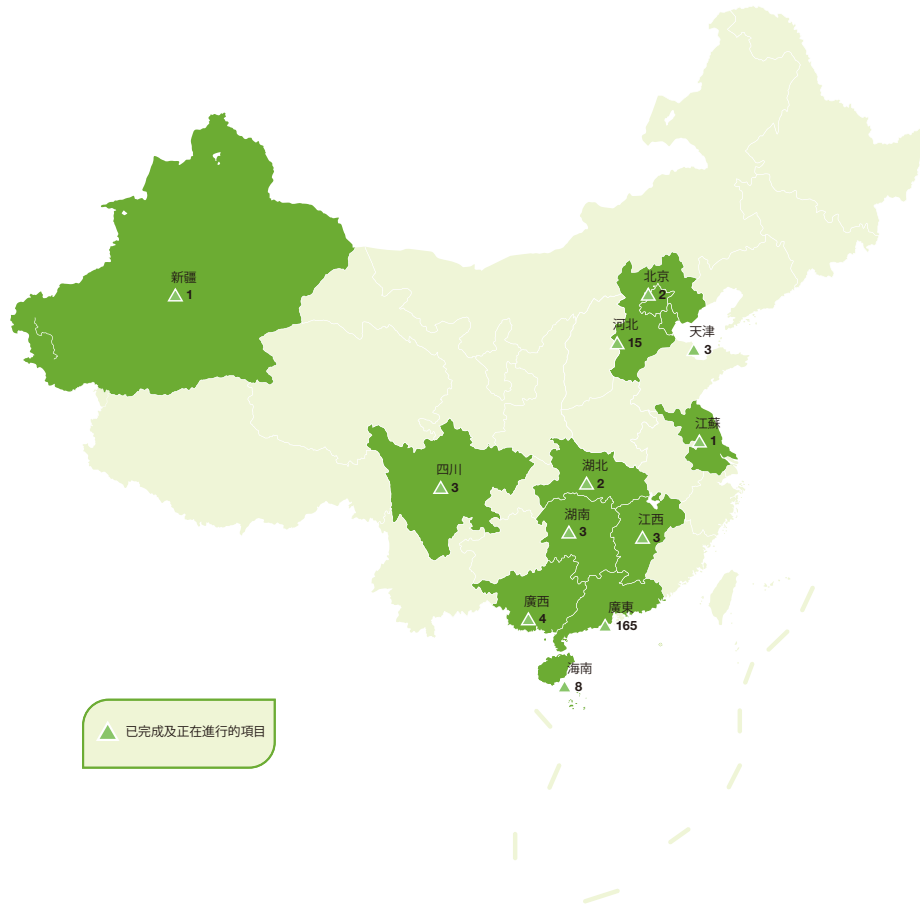 新疆
1
北京
2
河北
15
天津
3
江蘇
1
四川
3
湖北
2
湖南
3
江西
3
廣西
4
廣東
165
海南
8
已完成及正在進行的項目